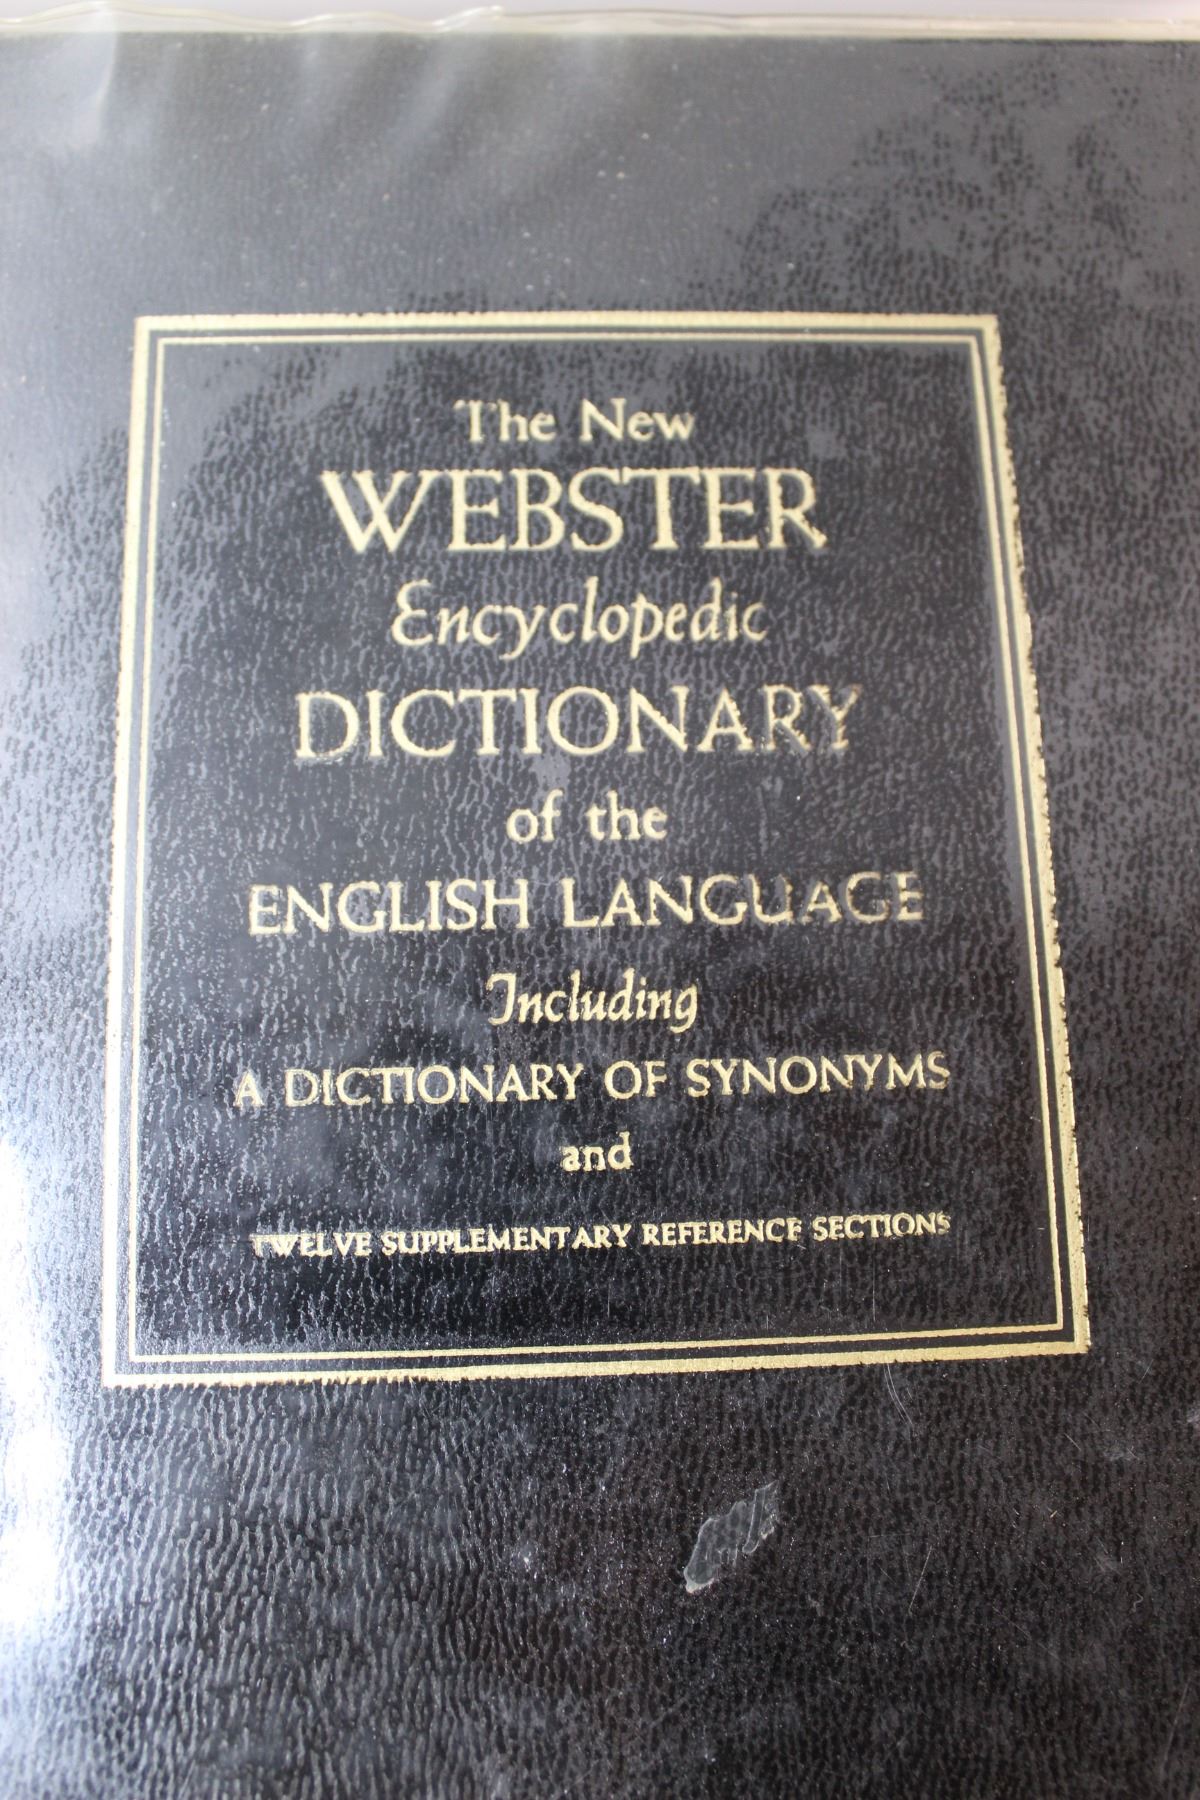 The New
WEBSTER
Encyclopedic
DICTIONARY
of the
ENGLISH LANGUAGE
Including
A DICTIONARY OF SYNONYMS
and
TWELVE SUPPLEMENTARY REFERENCE SECTIONS